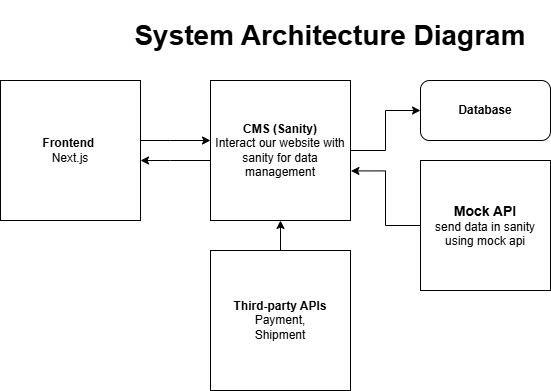 System Architecture Diagram
Frontend
Next.js
CMS (Sanity)
Interact our website with
sanity for data
management
Database
Mock API
send data in sanity
using mock api
Third-party APIs
Payment,
Shipment